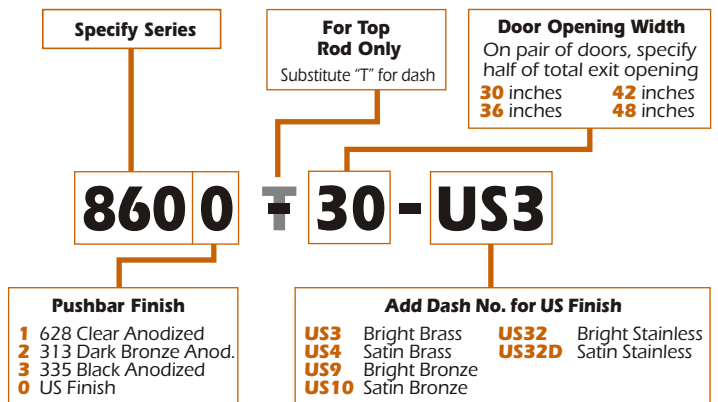 Specify Series
For Top
Rod Only
Substitute "T" for dash
Door Opening Width
On pair of doors, specify
half of total exit opening
30 inches 42 inches
36 inches 48 inches
860 0 T - 30 - US3
Pushbar Finish
1 628 Clear Anodized
2 313 Dark Bronze Anod.
3 335 Black Anodized
0 US Finish
Add Dash No. for US Finish
US3 Bright Brass US32 Bright Stainless
US4 Satin Brass US32D Satin Stainless
US9 Bright Bronze
US10 Satin Bronze